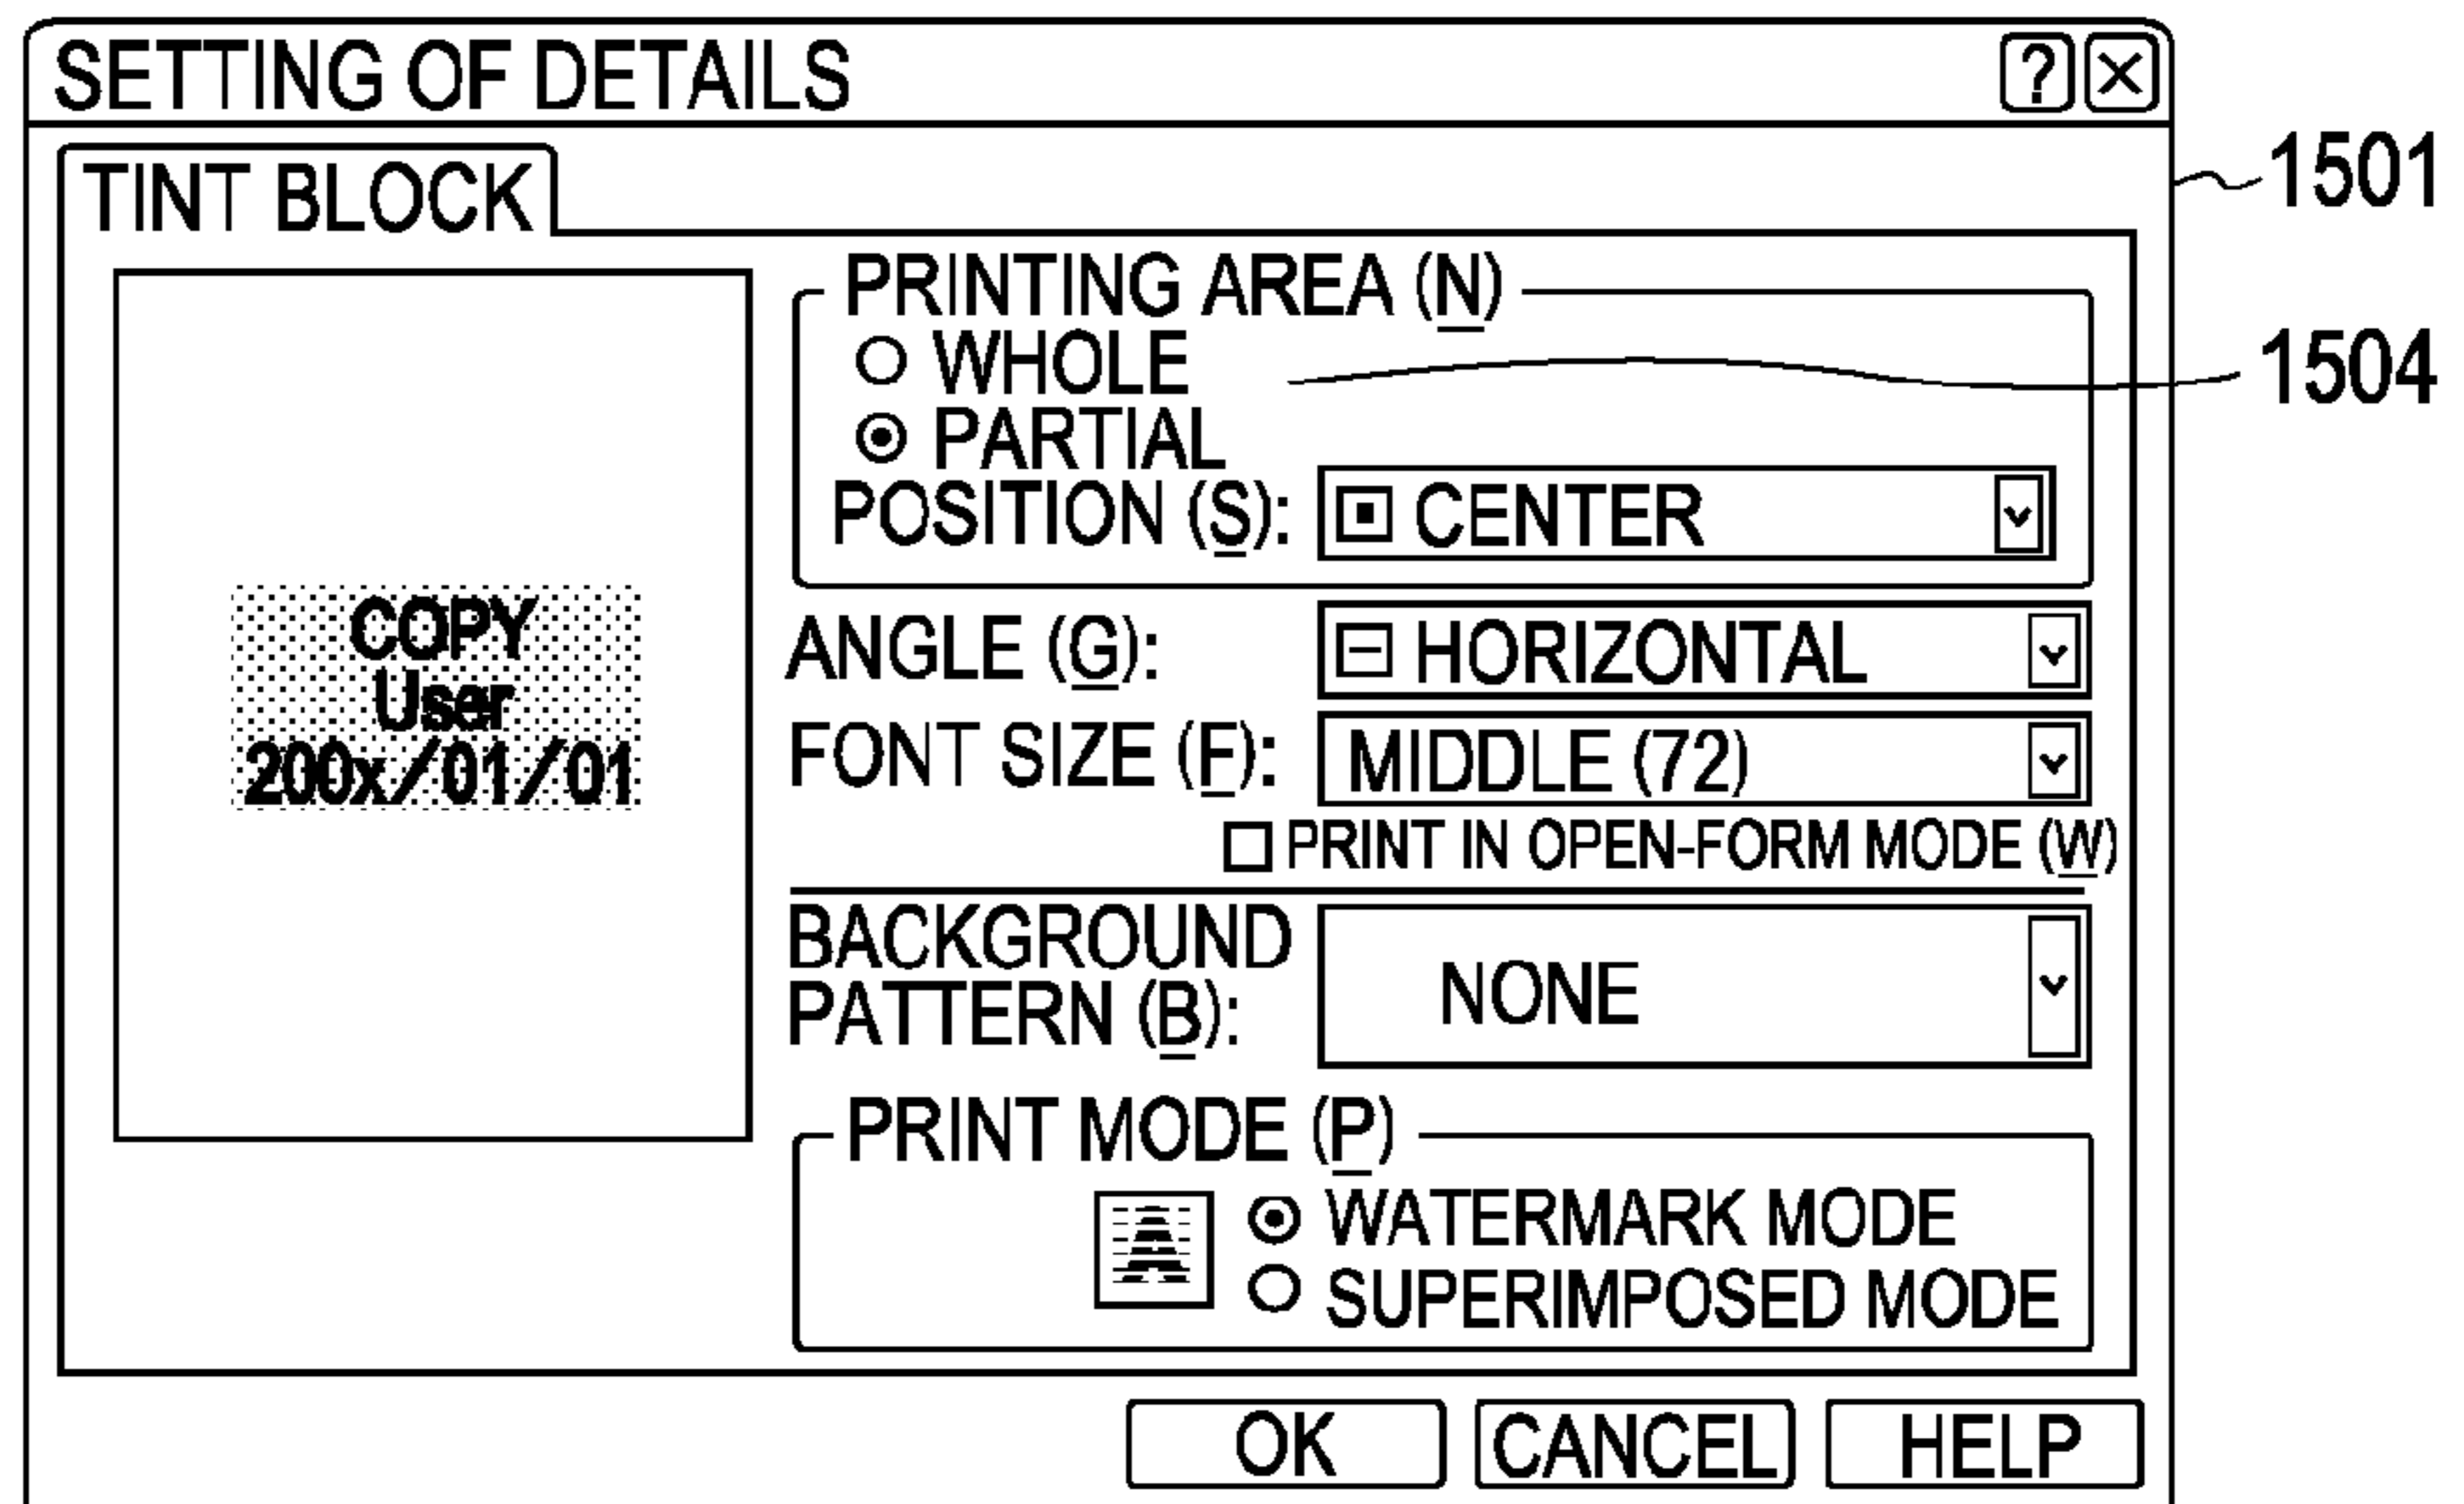 SETTING OF DETAILS ? ×
1501
TINT BLOCK
COPY
User
200x/01/01
PRINTING AREA (N)
WHOLE
1504
PARTIAL
POSITION (S): CENTER
ANGLE (G): HORIZONTAL
FONT SIZE (F): MIDDLE (72)
PRINT IN OPEN-FORM MODE (W)
BACKGROUND
PATTERN (B): NONE
PRINT MODE (P)
A WATERMARK MODE
SUPERIMPOSED MODE
OK CANCEL HELP